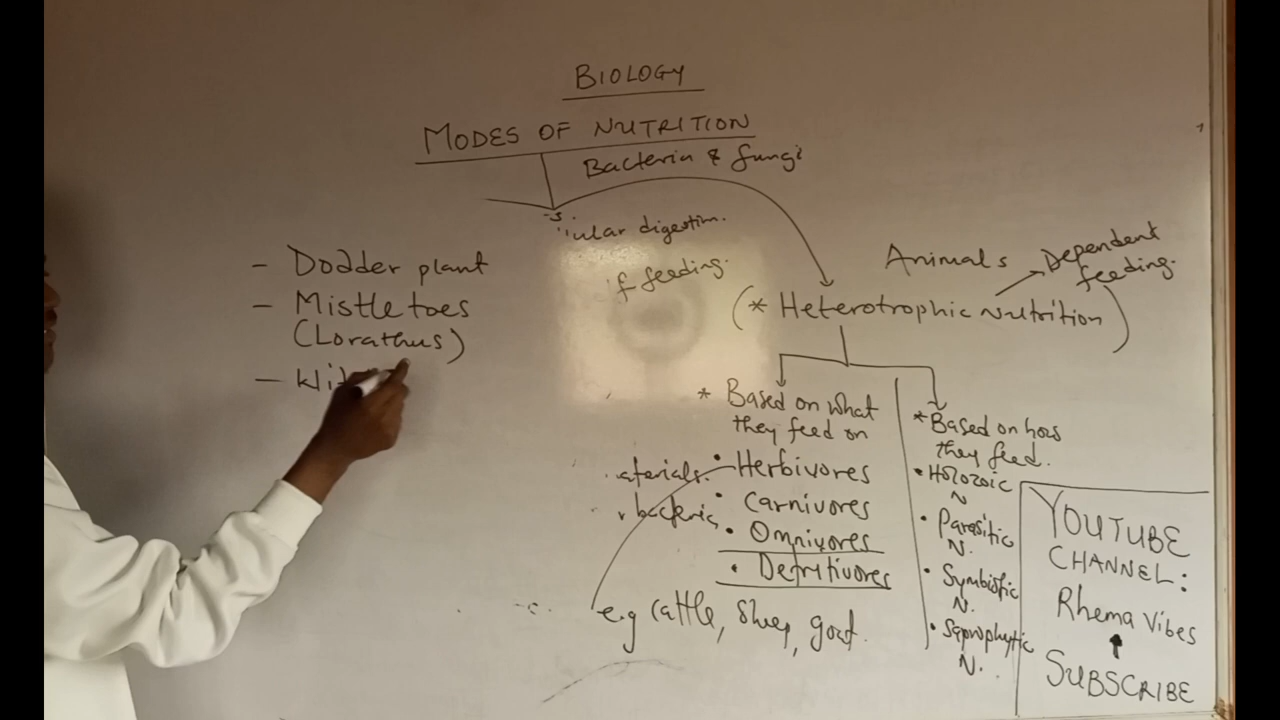 BIOLOGY
MODES OF NUTRITION
Bacteria & fungi
ular digestion.
f feeding.
- Dodder plant
- Mistletoes
(Lorathus)
- Wit
Animals
Dependent
feeding.
(* Heterotrophic Nutrition)
* Based on what
they feed on
• Herbivores
• Carnivores
• Omnivores
• Detritivores
e.g cattle, sheep, goat.
aterials.
bacteria
* Based on how
they feed.
• Holozoic
N
• Parasitic
N.
• Symbiotic
N.
• Saprophytic
N.
YOUTUBE
CHANNEL:
Rhema Vibes
SUBSCRIBE